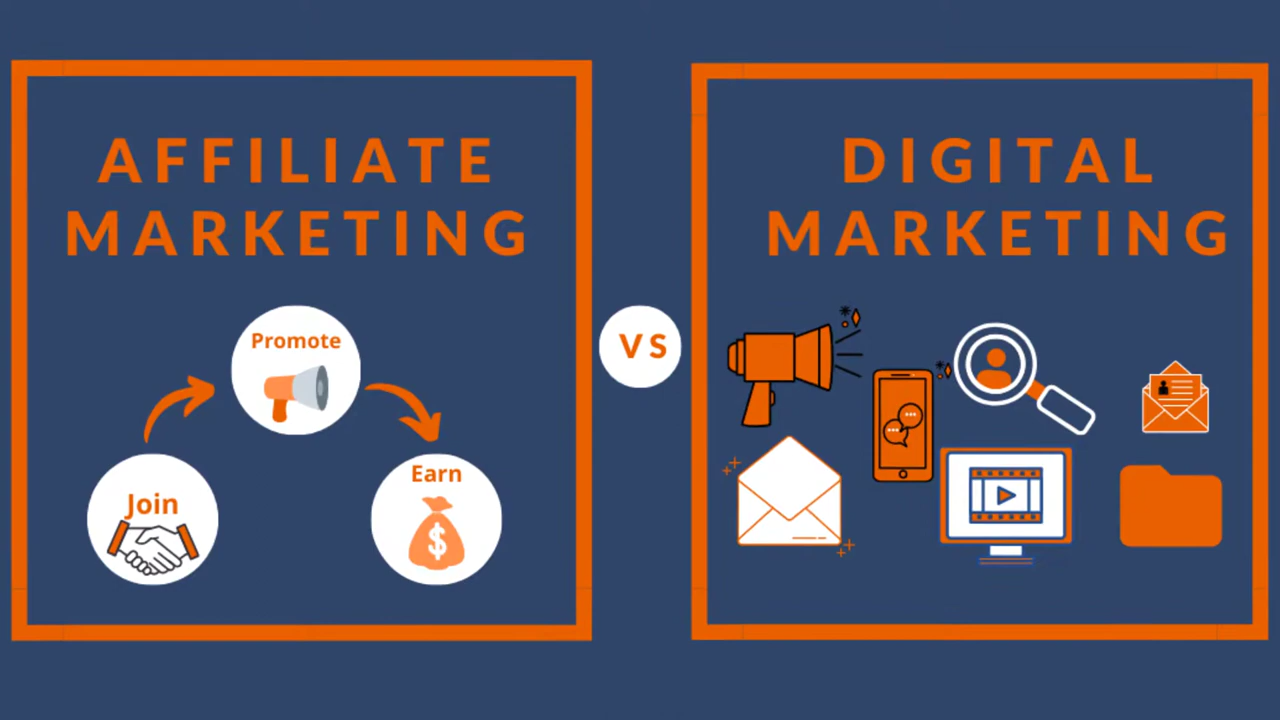 AFFILIATE
MARKETING
Promote
Join
Earn
$
VS
DIGITAL
MARKETING